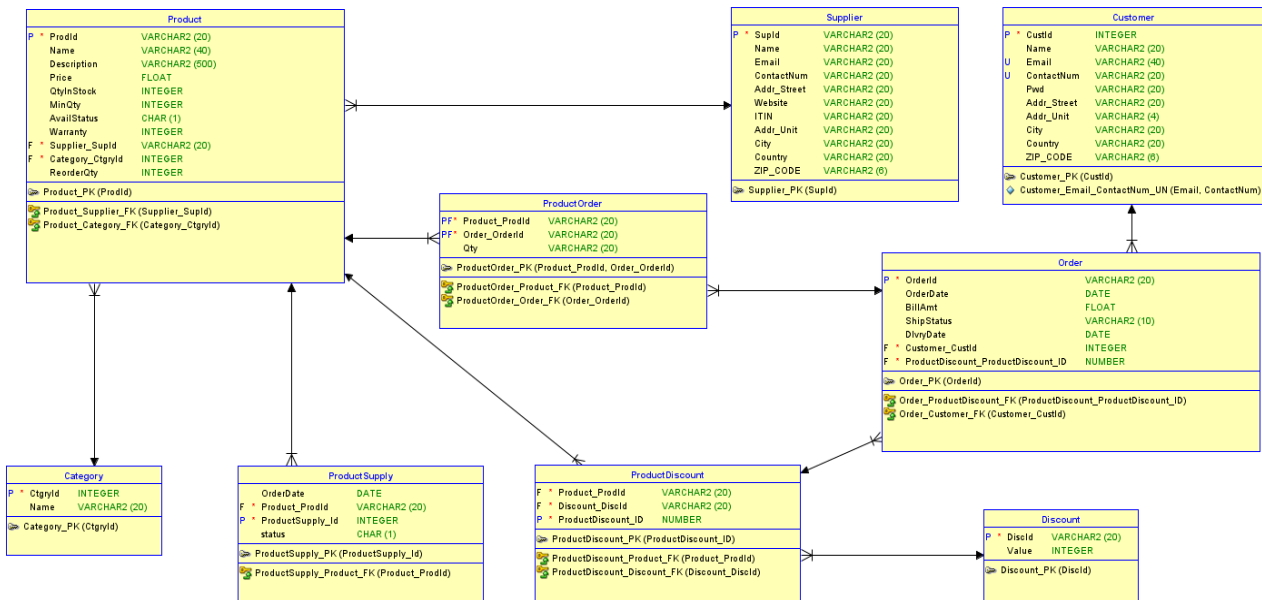 Product
P * ProdId VARCHAR2 (20)
Name VARCHAR2 (40)
Description VARCHAR2 (500)
Price FLOAT
QtyInStock INTEGER
MinQty INTEGER
AvailStatus CHAR (1)
Warranty INTEGER
F * Supplier_SupId VARCHAR2 (20)
F * Category_CtgryId INTEGER
ReorderQty INTEGER
Product_PK (ProdId)
Product_Supplier_FK (Supplier_SupId)
Product_Category_FK (Category_CtgryId)
Supplier
P * SupId VARCHAR2 (20)
Name VARCHAR2 (20)
Email VARCHAR2 (20)
ContactNum VARCHAR2 (20)
Addr_Street VARCHAR2 (20)
Website VARCHAR2 (20)
ITIN VARCHAR2 (20)
Addr_Unit VARCHAR2 (20)
City VARCHAR2 (20)
Country VARCHAR2 (20)
ZIP_CODE VARCHAR2 (6)
Supplier_PK (SupId)
Customer
P * CustId INTEGER
Name VARCHAR2 (20)
U Email VARCHAR2 (40)
U ContactNum VARCHAR2 (20)
Pwd VARCHAR2 (20)
Addr_Street VARCHAR2 (20)
Addr_Unit VARCHAR2 (4)
City VARCHAR2 (20)
Country VARCHAR2 (20)
ZIP_CODE VARCHAR2 (6)
Customer_PK (CustId)
Customer_Email_ContactNum_UN (Email, ContactNum)
ProductOrder
PF* Product_ProdId VARCHAR2 (20)
PF* Order_OrderId VARCHAR2 (20)
Qty VARCHAR2 (20)
ProductOrder_PK (Product_ProdId, Order_OrderId)
ProductOrder_Product_FK (Product_ProdId)
ProductOrder_Order_FK (Order_OrderId)
Order
P * OrderId VARCHAR2 (20)
OrderDate DATE
BillAmt FLOAT
ShipStatus VARCHAR2 (10)
DlvryDate DATE
F * Customer_CustId INTEGER
F * ProductDiscount_ProductDiscount_ID NUMBER
Order_PK (OrderId)
Order_ProductDiscount_FK (ProductDiscount_ProductDiscount_ID)
Order_Customer_FK (Customer_CustId)
Category
P * CtgryId INTEGER
Name VARCHAR2 (20)
Category_PK (CtgryId)
ProductSupply
OrderDate DATE
F * Product_ProdId VARCHAR2 (20)
P * ProductSupply_Id INTEGER
status CHAR (1)
ProductSupply_PK (ProductSupply_Id)
ProductSupply_Product_FK (Product_ProdId)
ProductDiscount
F * Product_ProdId VARCHAR2 (20)
F * Discount_DiscId VARCHAR2 (20)
P * ProductDiscount_ID NUMBER
ProductDiscount_PK (ProductDiscount_ID)
ProductDiscount_Product_FK (Product_ProdId)
ProductDiscount_Discount_FK (Discount_DiscId)
Discount
P * DiscId VARCHAR2 (20)
Value INTEGER
Discount_PK (DiscId)